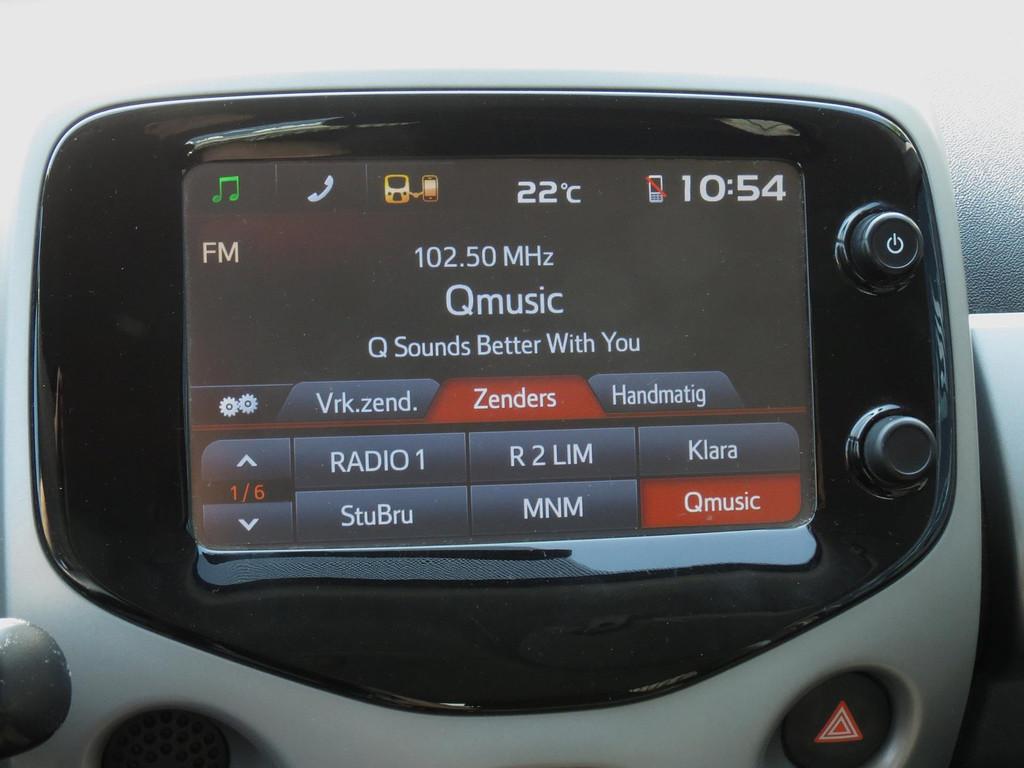 22°C 10:54
FM
102.50 MHz
Qmusic
Q Sounds Better With You
Vrk.zend. Zenders Handmatig
RADIO 1 R 2 LIM Klara
1/6
StuBru MNM Qmusic